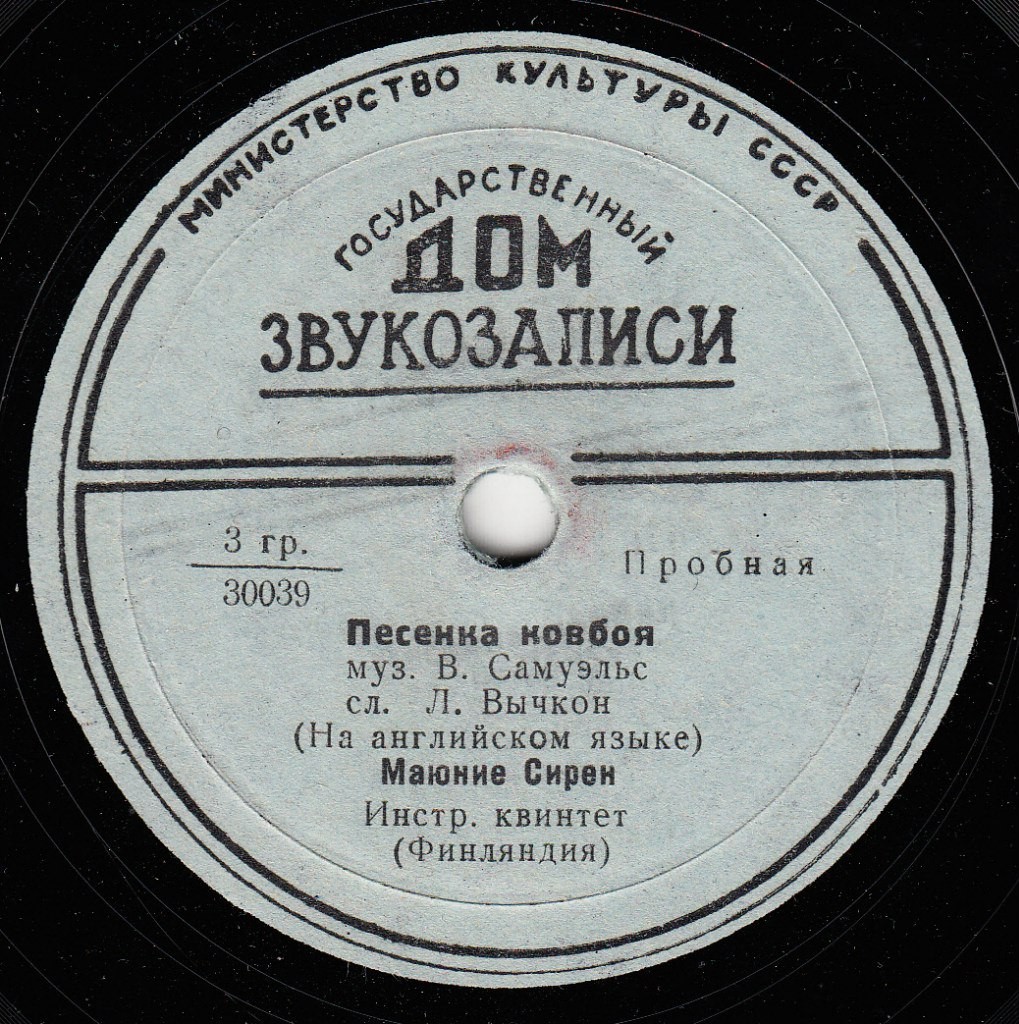 МИНИСТЕРСТВО КУЛЬТУРЫ СССР
ГОСУДАРСТВЕННЫЙ
ДОМ
ЗВУКОЗАПИСИ
3 гр.
30039
Пробная
Песенка ковбоя
муз. В. Самуэльс
сл. Л. Вычкон
(На английском языке)
Маюние Сирен
Инстр. квинтет
(Финляндия)